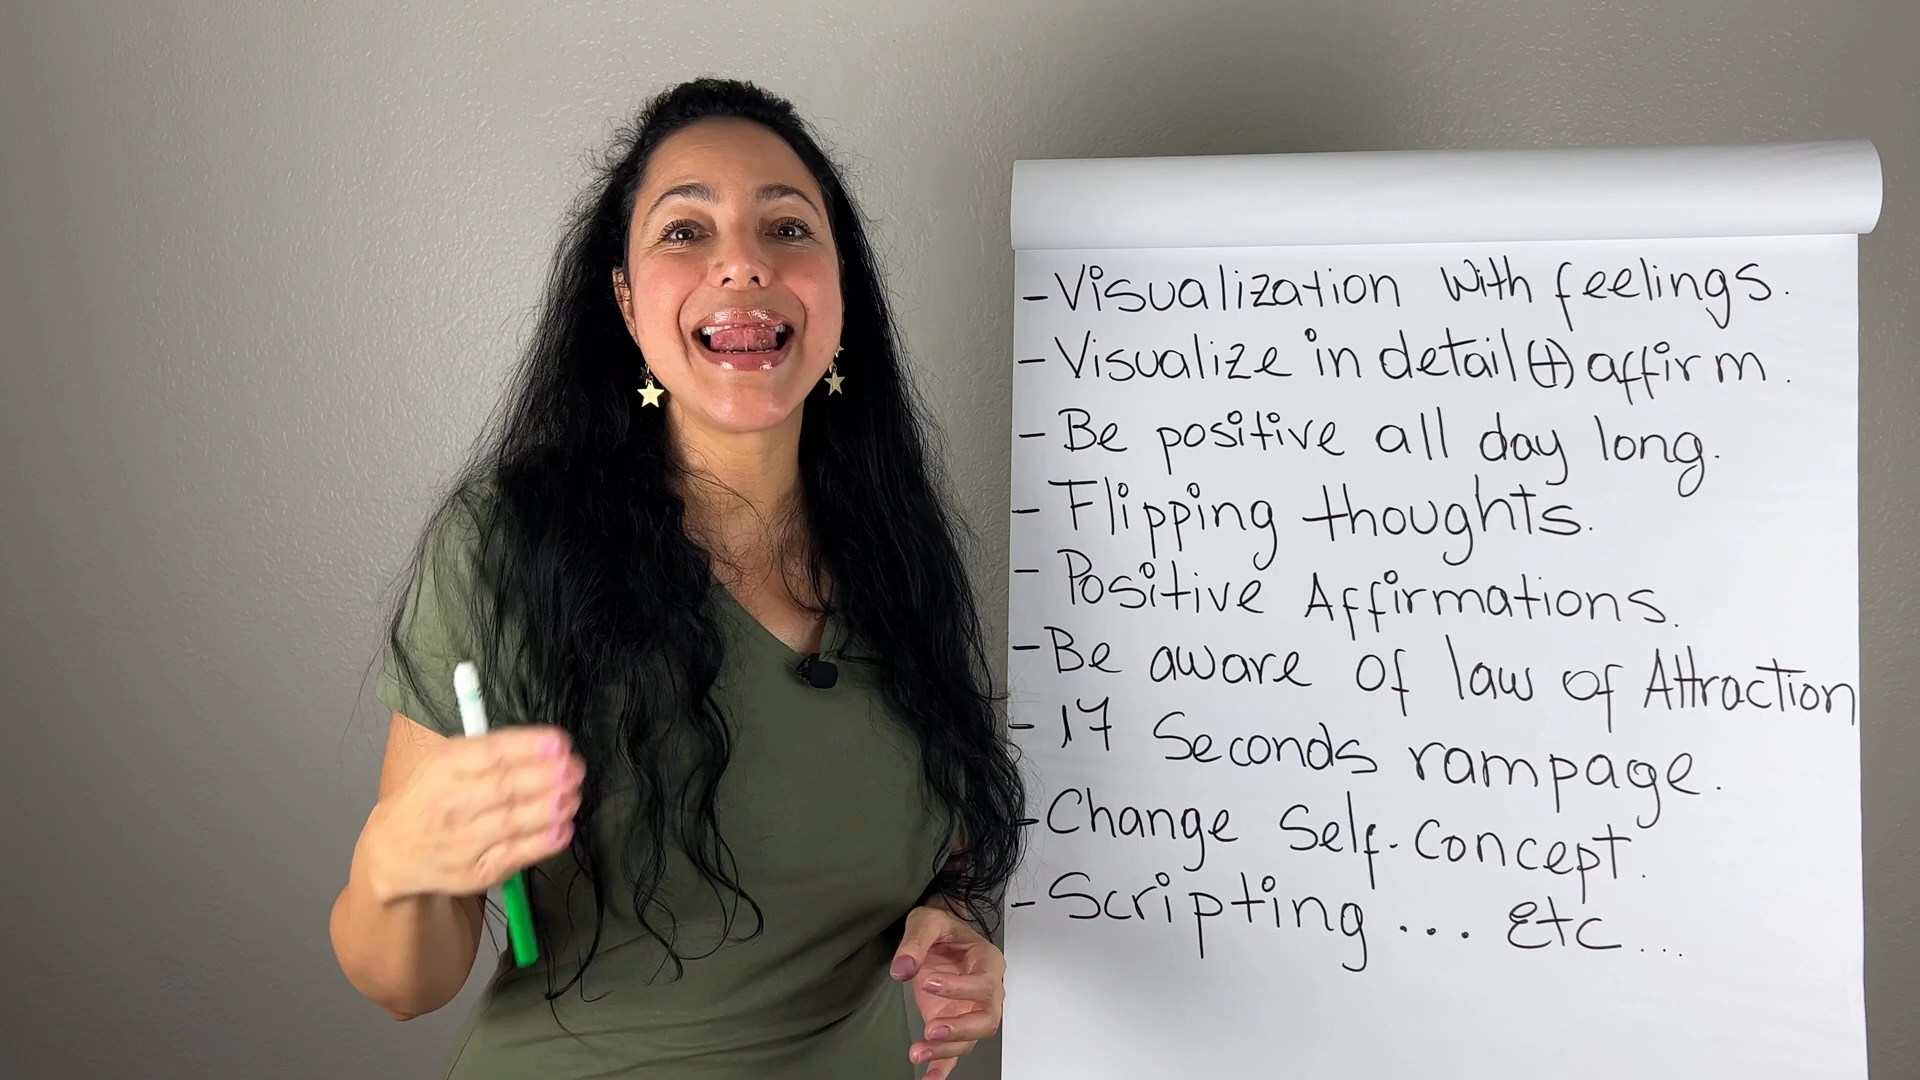 - Visualization with feelings.
- Visualize in detail (+) affirm.
- Be positive all day long.
- Flipping thoughts.
- Positive Affirmations.
- Be aware of law of Attraction
- 17 Seconds rampage.
- Change Self-Concept.
- Scripting ... Etc...